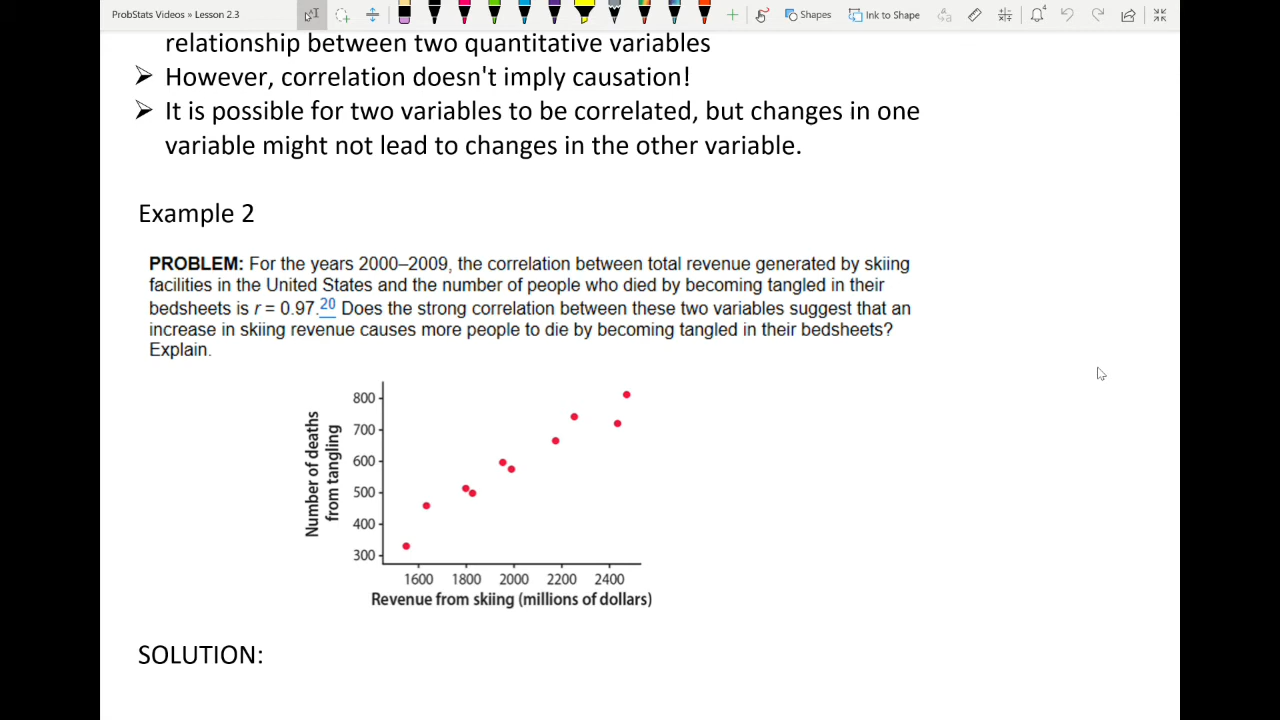 ProbStats Videos » Lesson 2.3
Shapes
Ink to Shape
4
relationship between two quantitative variables
➢ However, correlation doesn't imply causation!
➢ It is possible for two variables to be correlated, but changes in one
variable might not lead to changes in the other variable.
Example 2
PROBLEM: For the years 2000–2009, the correlation between total revenue generated by skiing
facilities in the United States and the number of people who died by becoming tangled in their
bedsheets is r = 0.97.20 Does the strong correlation between these two variables suggest that an
increase in skiing revenue causes more people to die by becoming tangled in their bedsheets?
Explain.
Number of deaths
from tangling
800
700
600
500
400
300
1600 1800 2000 2200 2400
Revenue from skiing (millions of dollars)
SOLUTION: